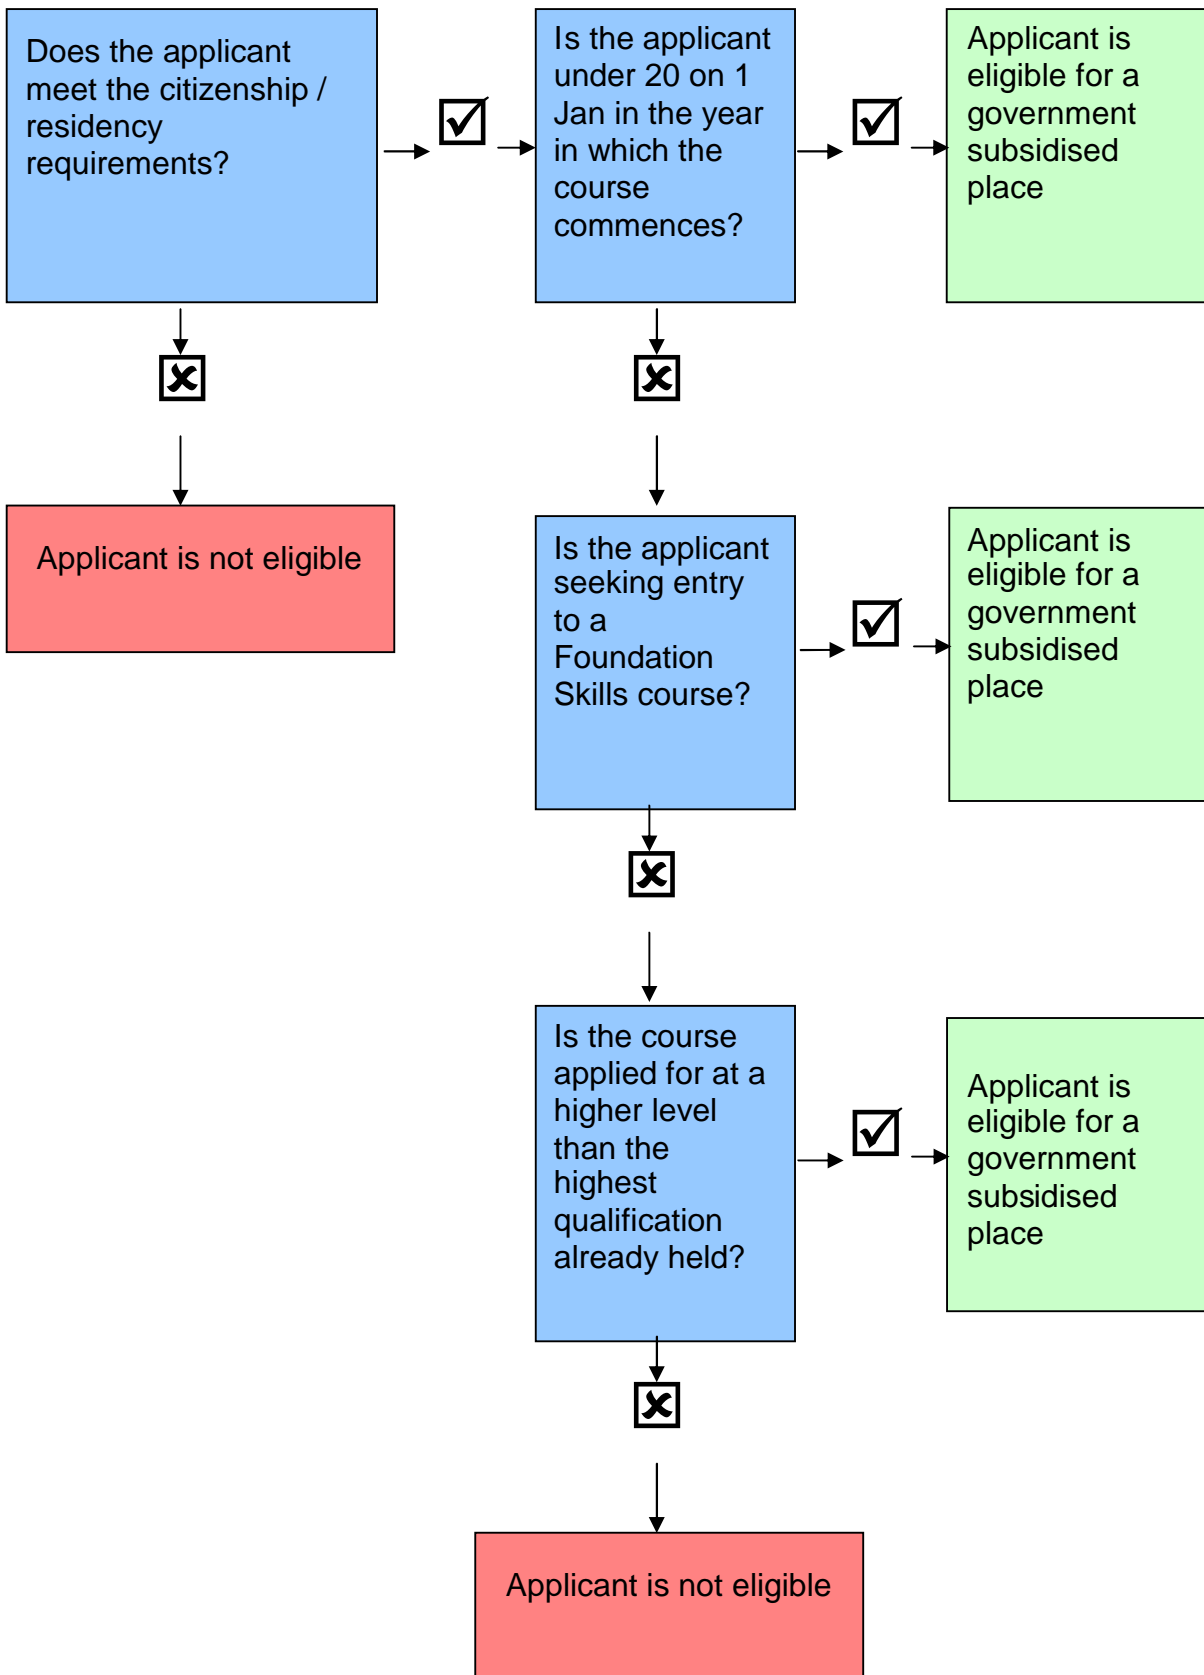 Does the applicant
meet the citizenship /
residency
requirements?
Is the applicant
under 20 on 1
Jan in the year
in which the
course
commences?
Applicant is
eligible for a
government
subsidised
place
Applicant is not eligible
Is the applicant
seeking entry
to a
Foundation
Skills course?
Applicant is
eligible for a
government
subsidised
place
Is the course
applied for at a
higher level
than the
highest
qualification
already held?
Applicant is
eligible for a
government
subsidised
place
Applicant is not eligible